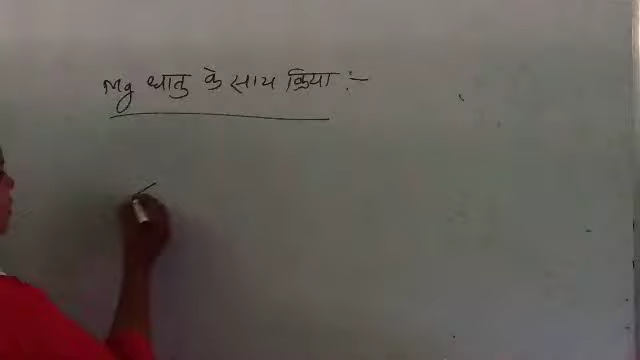 Mg धातु के साथ क्रिया :-